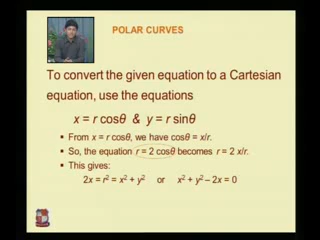 POLAR CURVES
To convert the given equation to a Cartesian
equation, use the equations
x = r cosθ & y = r sinθ
▪ From x = r cosθ, we have cosθ = x/r.
▪ So, the equation r = 2 cosθ becomes r = 2 x/r.
▪ This gives:
2x = r² = x² + y² or x² + y² – 2x = 0